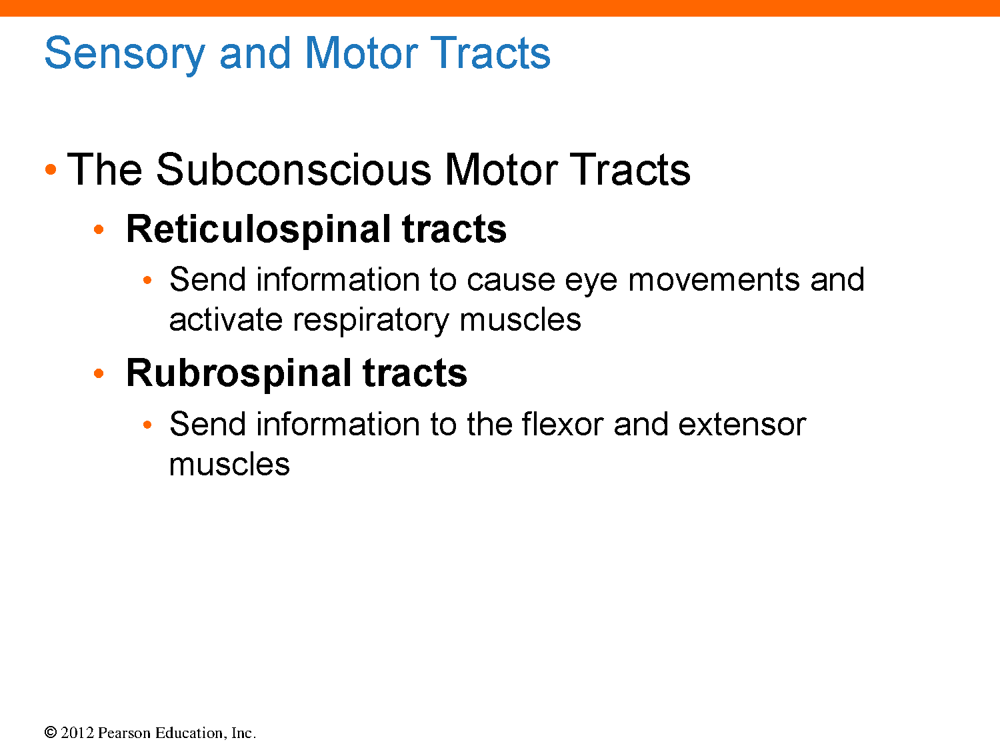 Sensory and Motor Tracts
• The Subconscious Motor Tracts
• Reticulospinal tracts
• Send information to cause eye movements and
activate respiratory muscles
• Rubrospinal tracts
• Send information to the flexor and extensor
muscles
© 2012 Pearson Education, Inc.